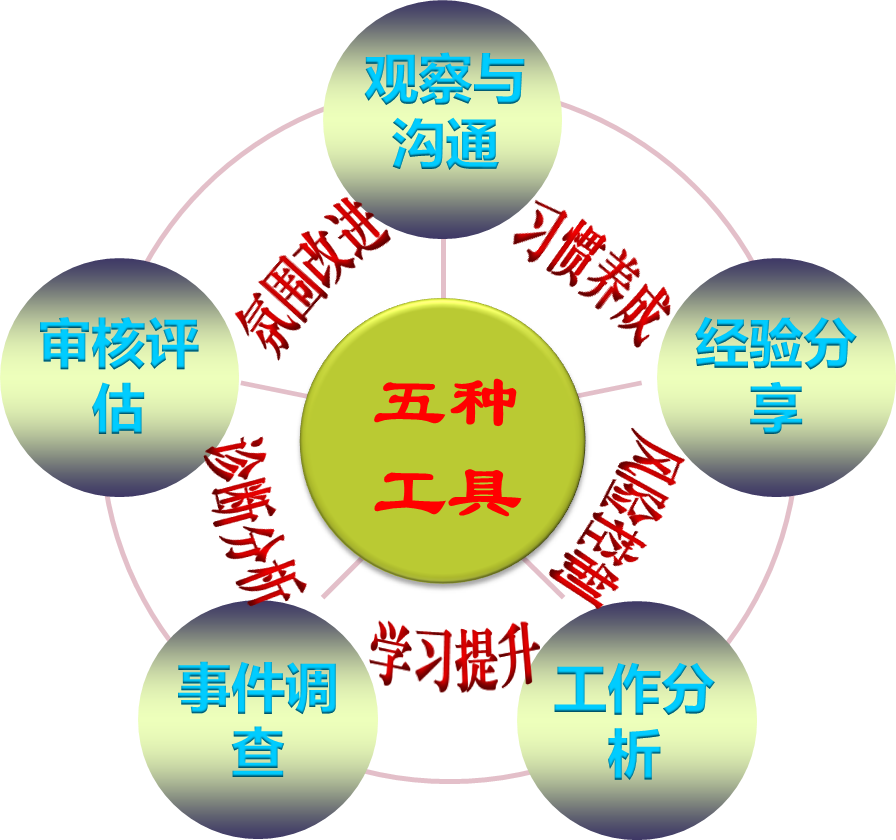 观察与
沟通
氛围改进
习惯养成
审核评
估
经验分
享
五种
工具
诊断分析
风险控制
学习提升
事件调
查
工作分
析